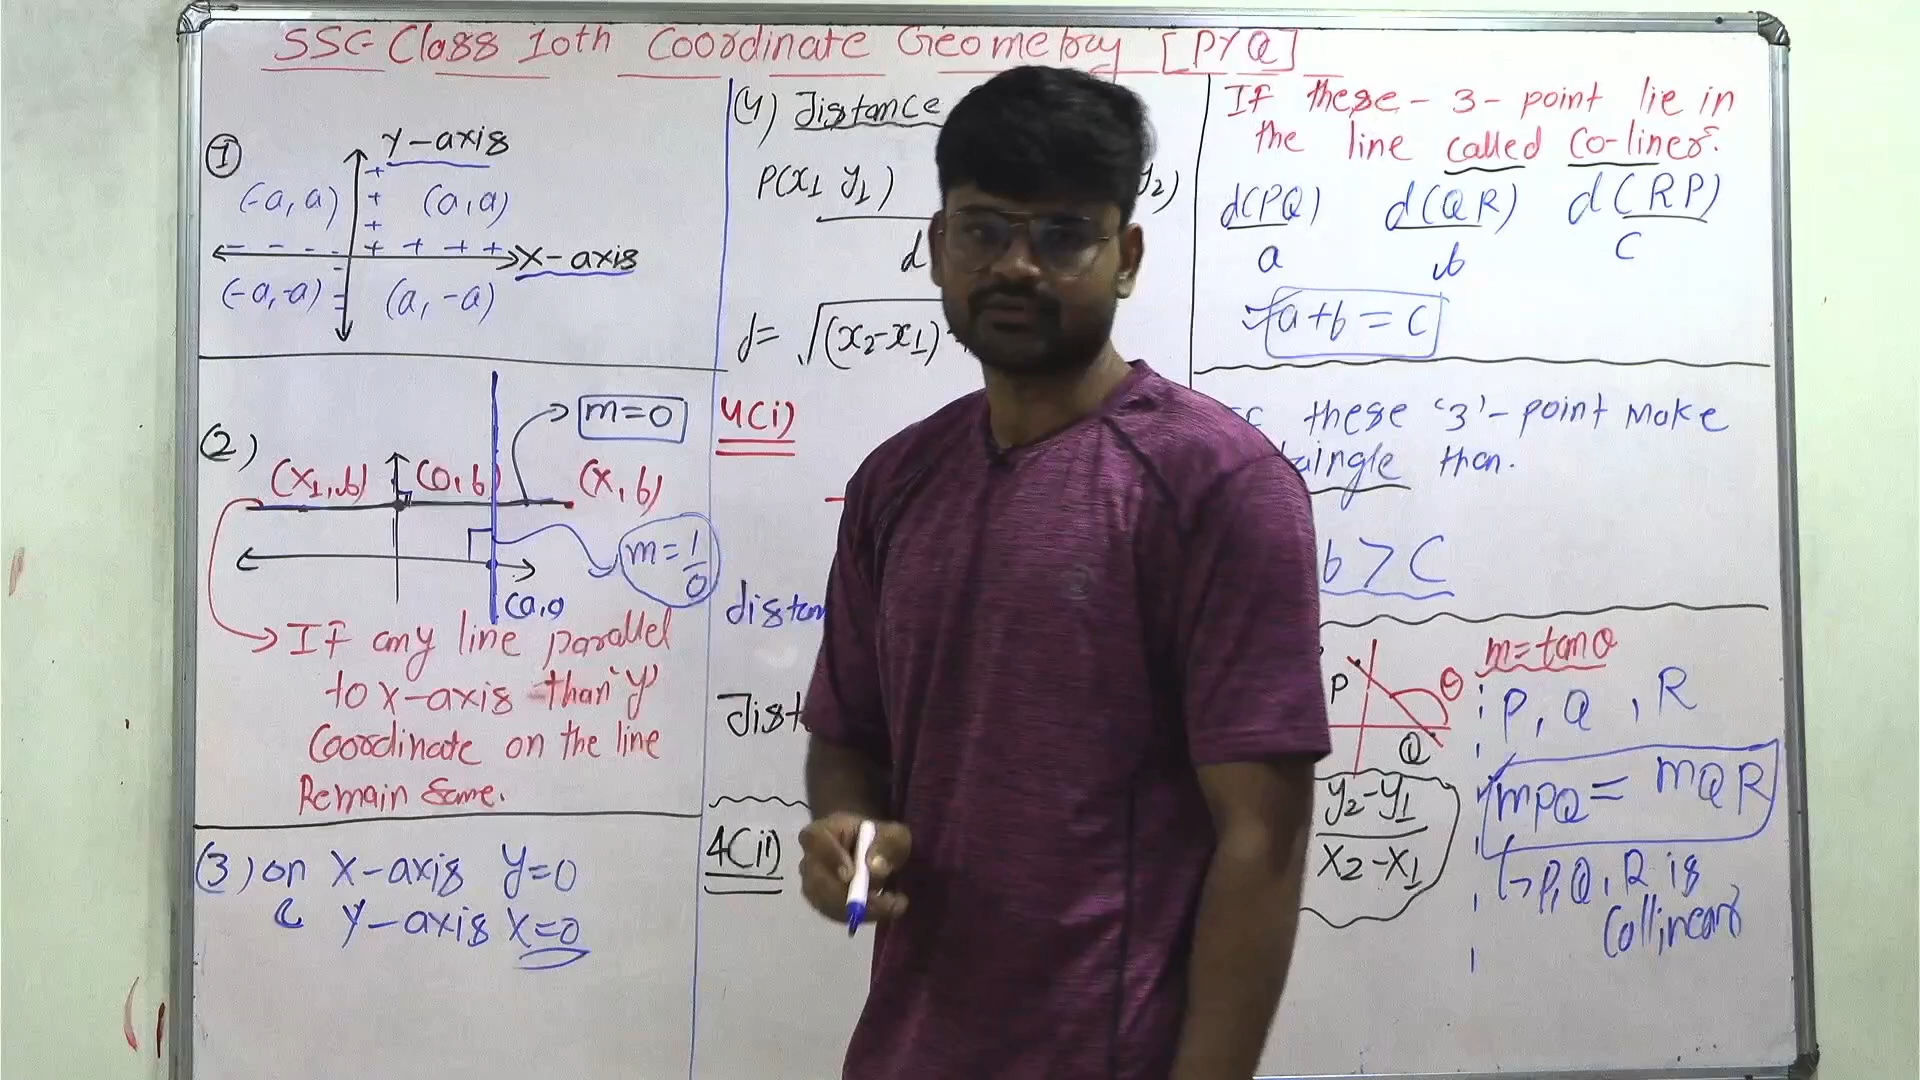 SSC Class 10th Coordinate Geometry [PYQ]
①
y-axis
(-a, a)
(a, a)
x-axis
(-a, -a)
(a, -a)
(2)
m=0
(x1, b)
(0, b)
(x, b)
m=1/0
(a,0
If any line parallel
to x-axis than 'y'
Coordinate on the line
Remain Same.
(3) on x-axis y=0
& y-axis x=0
(4) Distance
P(x1 y1)
y2)
d
d= √(x2-x1)
4(i)
4(ii)
If these - 3 - point lie in
the line called co-liner.
d(PQ) d(QR) d(RP)
a b c
a+b = c
these '3' - point make
than.
b > c
m=tanθ
P
θ
Q
P, Q, R
y2-y1
x2-x1
mPQ = mQR
P, Q, R is
Collinear